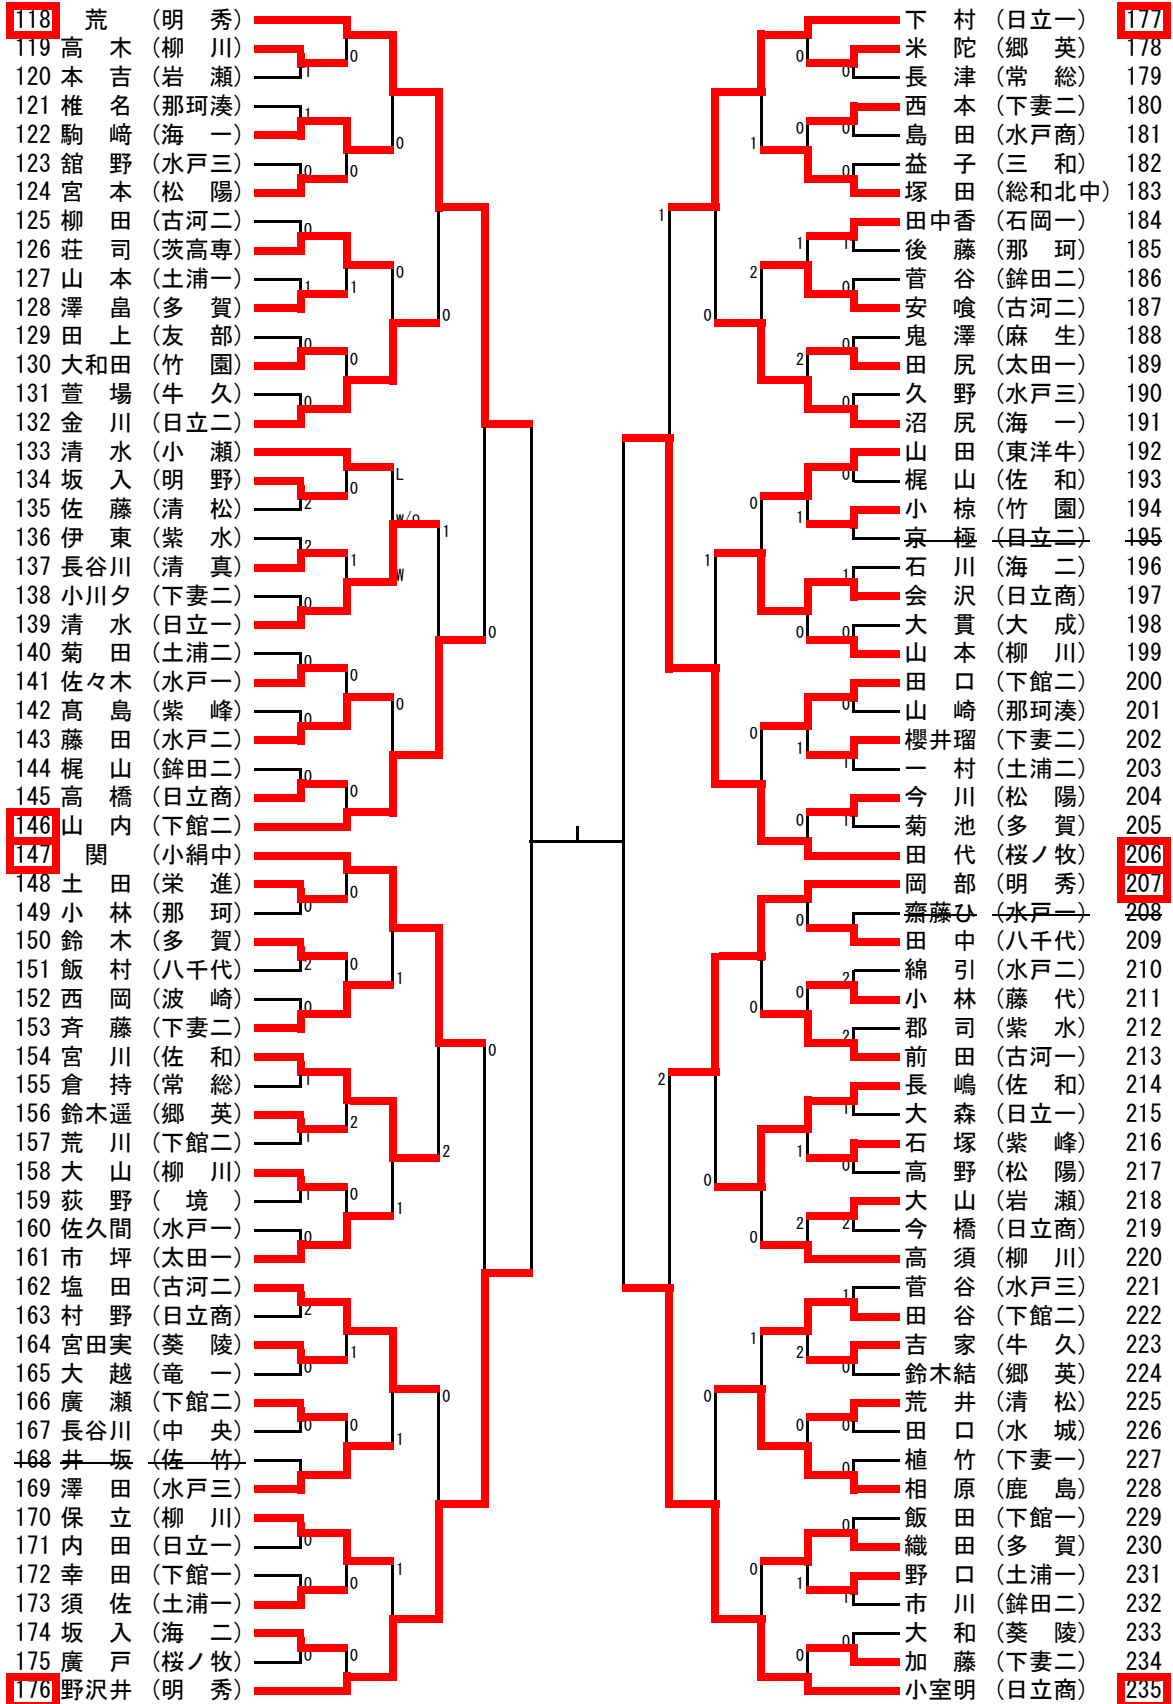 118 荒 (明 秀)
119 高 木 (柳 川)
120 本 吉 (岩 瀬)
121 椎 名 (那珂湊)
122 駒 﨑 (海 一)
123 舘 野 (水戸三)
124 宮 本 (松 陽)
125 柳 田 (古河二)
126 荘 司 (茨高専)
127 山 本 (土浦一)
128 澤 畠 (多 賀)
129 田 上 (友 部)
130 大和田 (竹 園)
131 萱 場 (牛 久)
132 金 川 (日立二)
133 清 水 (小 瀬)
134 坂 入 (明 野)
135 佐 藤 (清 松)
136 伊 東 (紫 水)
137 長谷川 (清 真)
138 小川夕 (下妻二)
139 清 水 (日立一)
140 菊 田 (土浦二)
141 佐々木 (水戸一)
142 髙 島 (紫 峰)
143 藤 田 (水戸二)
144 梶 山 (鉾田二)
145 高 橋 (日立商)
146 山 内 (下館二)
147 関 (小絹中)
148 土 田 (栄 進)
149 小 林 (那 珂)
150 鈴 木 (多 賀)
151 飯 村 (八千代)
152 西 岡 (波 崎)
153 斉 藤 (下妻二)
154 宮 川 (佐 和)
155 倉 持 (常 総)
156 鈴木遥 (郷 英)
157 荒 川 (下館二)
158 大 山 (柳 川)
159 荻 野 ( 境 )
160 佐久間 (水戸一)
161 市 坪 (太田一)
162 塩 田 (古河二)
163 村 野 (日立商)
164 宮田実 (葵 陵)
165 大 越 (竜 一)
166 廣 瀬 (下館二)
167 長谷川 (中 央)
168 井 坂 (佐 竹)
169 澤 田 (水戸三)
170 保 立 (柳 川)
171 内 田 (日立一)
172 幸 田 (下館一)
173 須 佐 (土浦一)
174 坂 入 (海 二)
175 廣 戸 (桜ノ牧)
176 野沢井 (明 秀)
下 村 (日立一) 177
米 陀 (郷 英) 178
長 津 (常 総) 179
西 本 (下妻二) 180
島 田 (水戸商) 181
益 子 (三 和) 182
塚 田 (総和北中) 183
田中香 (石岡一) 184
後 藤 (那 珂) 185
菅 谷 (鉾田二) 186
安 喰 (古河二) 187
鬼 澤 (麻 生) 188
田 尻 (太田一) 189
久 野 (水戸三) 190
沼 尻 (海 一) 191
山 田 (東洋牛) 192
梶 山 (佐 和) 193
小 椋 (竹 園) 194
京 極 (日立二) 195
石 川 (海 二) 196
会 沢 (日立商) 197
大 貫 (大 成) 198
山 本 (柳 川) 199
田 口 (下館二) 200
山 崎 (那珂湊) 201
櫻井瑠 (下妻二) 202
一 村 (土浦二) 203
今 川 (松 陽) 204
菊 池 (多 賀) 205
田 代 (桜ノ牧) 206
岡 部 (明 秀) 207
齋藤ひ (水戸一) 208
田 中 (八千代) 209
綿 引 (水戸二) 210
小 林 (藤 代) 211
郡 司 (紫 水) 212
前 田 (古河一) 213
長 嶋 (佐 和) 214
大 森 (日立一) 215
石 塚 (紫 峰) 216
高 野 (松 陽) 217
大 山 (岩 瀬) 218
今 橋 (日立商) 219
高 須 (柳 川) 220
菅 谷 (水戸三) 221
田 谷 (下館二) 222
吉 家 (牛 久) 223
鈴木結 (郷 英) 224
荒 井 (清 松) 225
田 口 (水 城) 226
植 竹 (下妻一) 227
相 原 (鹿 島) 228
飯 田 (下館一) 229
織 田 (多 賀) 230
野 口 (土浦一) 231
市 川 (鉾田二) 232
大 和 (葵 陵) 233
加 藤 (下妻二) 234
小室明 (日立商) 235